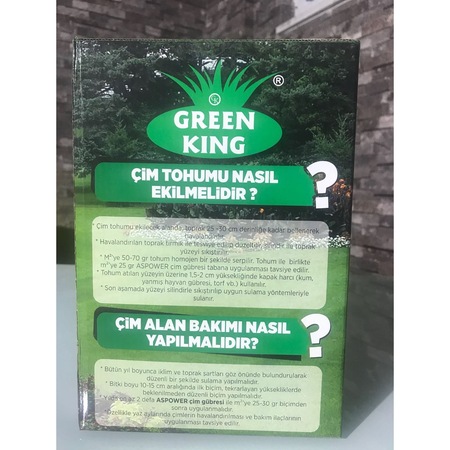 ®
GREEN
KING
ÇİM TOHUMU NASIL
EKİLMELİDİR ?
?
* Çim tohumu ekilecek alanda, toprak 25-30 cm derinliğe kadar bellenerek
havalandırılır.
* Havalandırılan toprak tırmık ile tesviye edilip düzeltilir, silindir ile toprak
yüzeyi sıkıştırılır.
* M²'ye 50-70 gr tohum homojen bir şekilde serpilir. Tohum ile birlikte
m²'ye 25 gr ASPOWER çim gübresi tabana uygulanması tavsiye edilir.
* Tohum atılan yüzeyin üzerine 1,5-2 cm yüksekliğinde kapak harcı (kum,
yanmış hayvan gübresi, torf vb.) kullanılır.
* Son aşamada yüzeyi silindirle sıkıştırılıp uygun sulama yöntemleriyle
sulanır.
ÇİM ALAN BAKIMI NASIL
YAPILMALIDIR?
?
* Bütün yıl boyunca iklim ve toprak şartları göz önünde bulundurularak
düzenli bir şekilde sulama yapılmalıdır.
* Bitki boyu 10-15 cm aralığında ilk biçim, tekrarlayan yüksekliklerde
beklenilmeden düzenli biçim yapılmalıdır.
* Yılda en az 2 defa ASPOWER çim gübresi ile m²'ye 25-30 gr biçimden
sonra uygulanmalıdır.
* Özellikle yaz aylarında çimlerin havalandırılması ve bakım ilaçlarının
uygulanması tavsiye edilir.